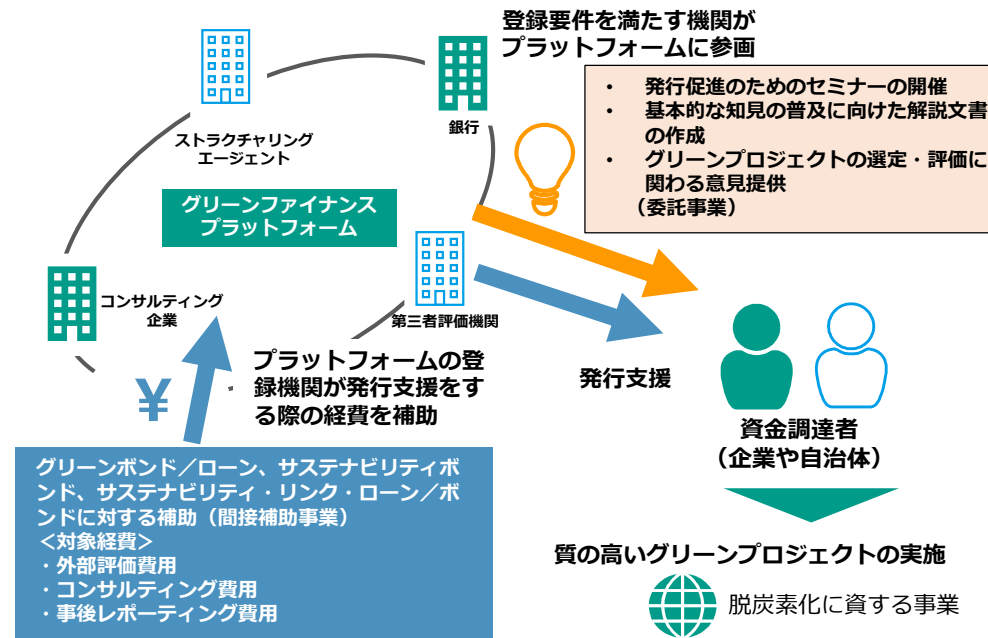 登録要件を満たす機関が
プラットフォームに参画
・ 発行促進のためのセミナーの開催
・ 基本的な知見の普及に向けた解説文書
の作成
・ グリーンプロジェクトの選定・評価に
関わる意見提供
（委託事業）
銀行
ストラクチャリング
エージェント
グリーンファイナンス
プラットフォーム
コンサルティング
企業
第三者評価機関
プラットフォームの登
録機関が発行支援をす
る際の経費を補助
¥
発行支援
資金調達者
（企業や自治体）
グリーンボンド／ローン、サステナビリティボ
ンド、サステナビリティ・リンク・ローン／ボ
ンドに対する補助（間接補助事業）
＜対象経費＞
・外部評価費用
・コンサルティング費用
・事後レポーティング費用
質の高いグリーンプロジェクトの実施
脱炭素化に資する事業